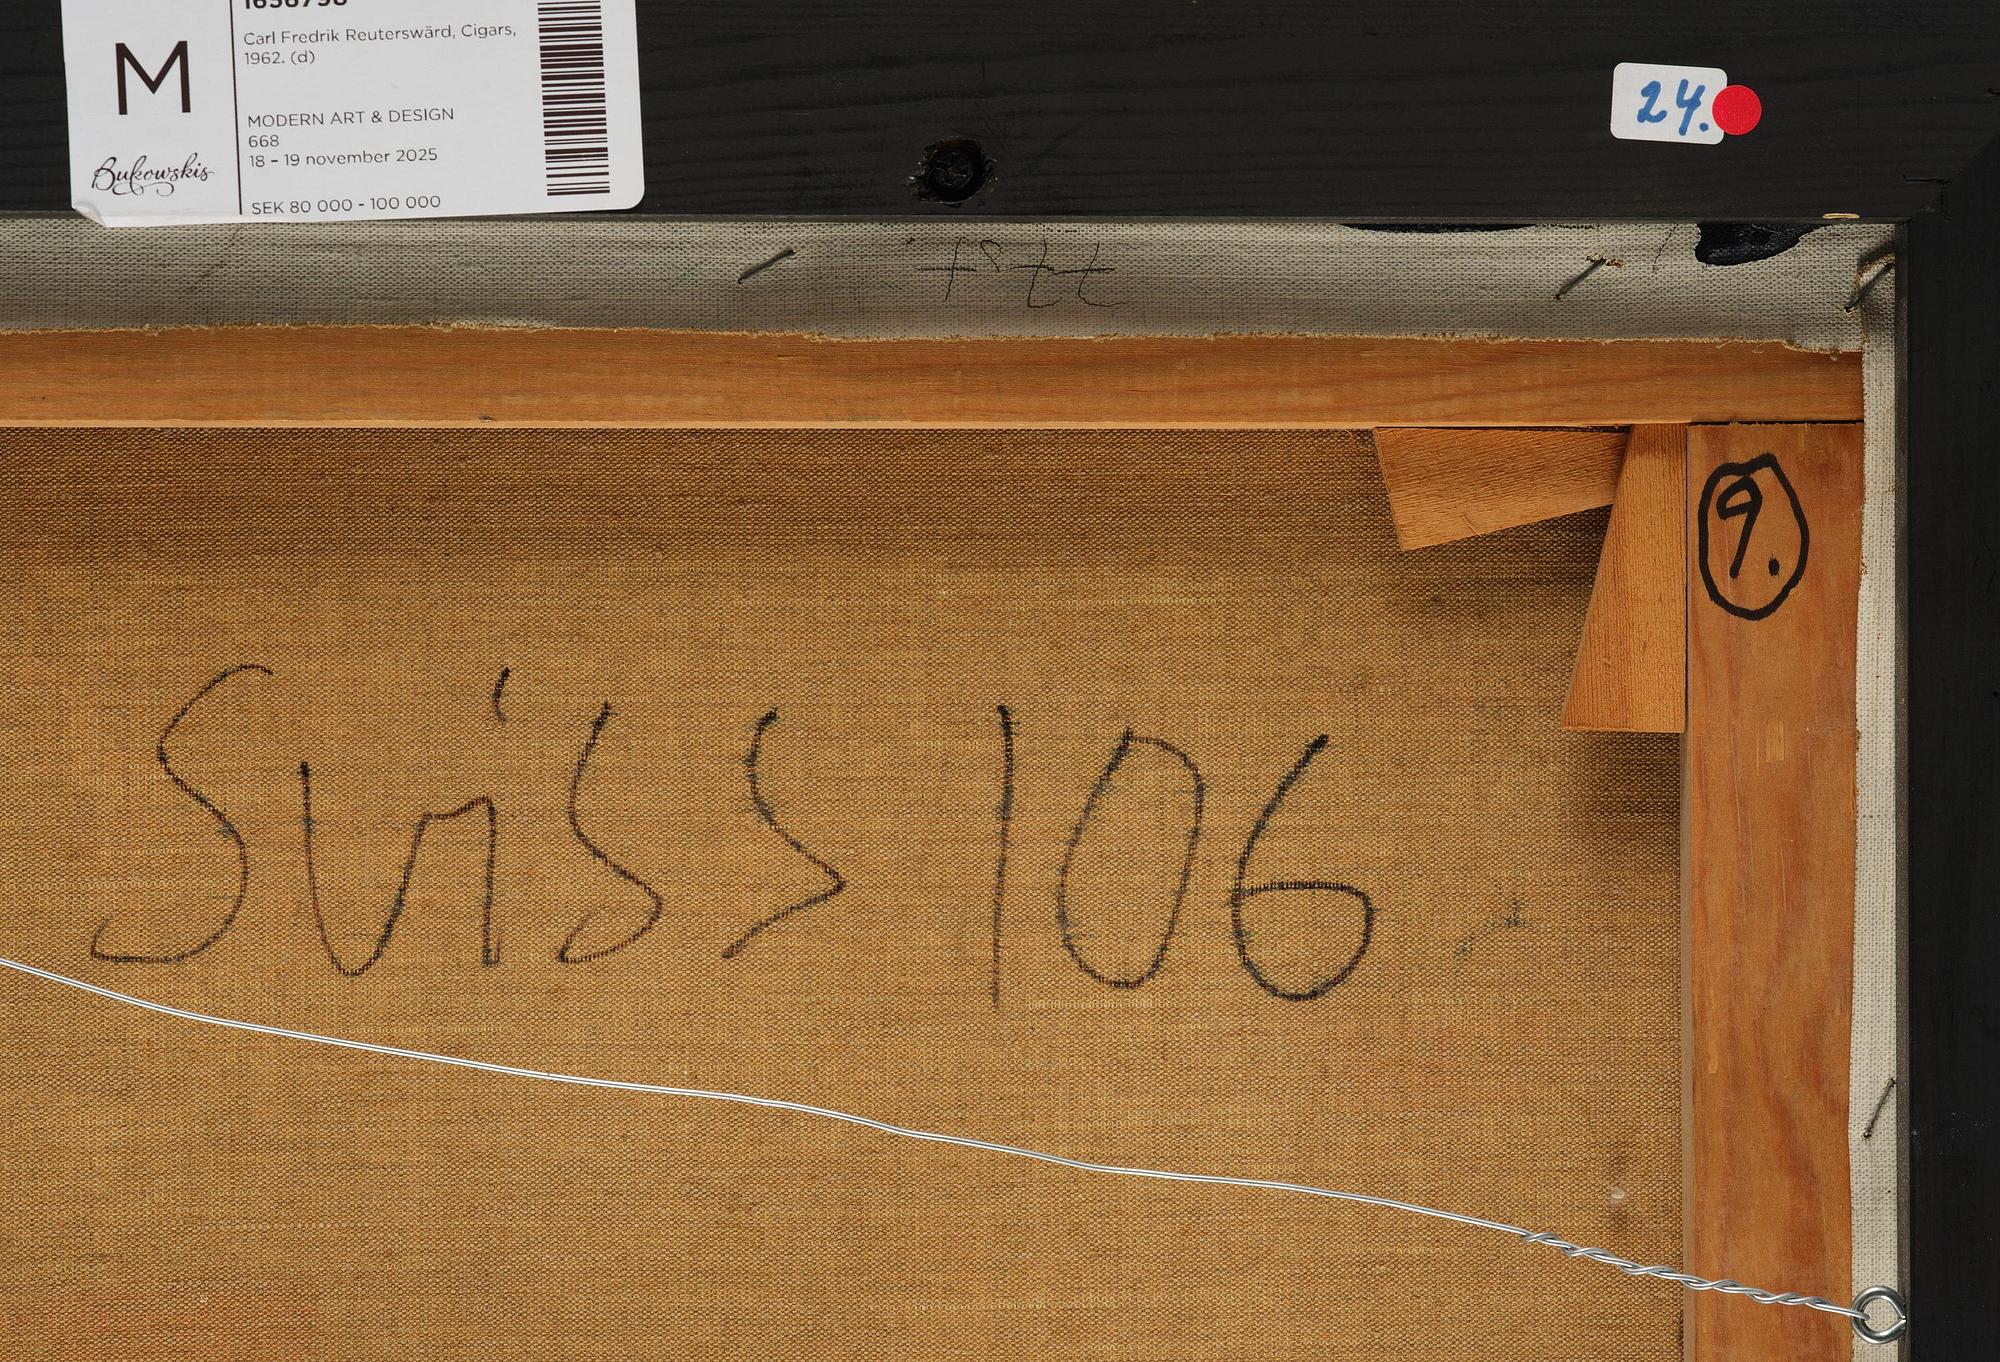 M
Bukowskis
Carl Fredrik Reuterswärd, Cigars,
1962. (d)
MODERN ART & DESIGN
668
18 - 19 november 2025
SEK 80 000 - 100 000
24.
9.
Suiss 106